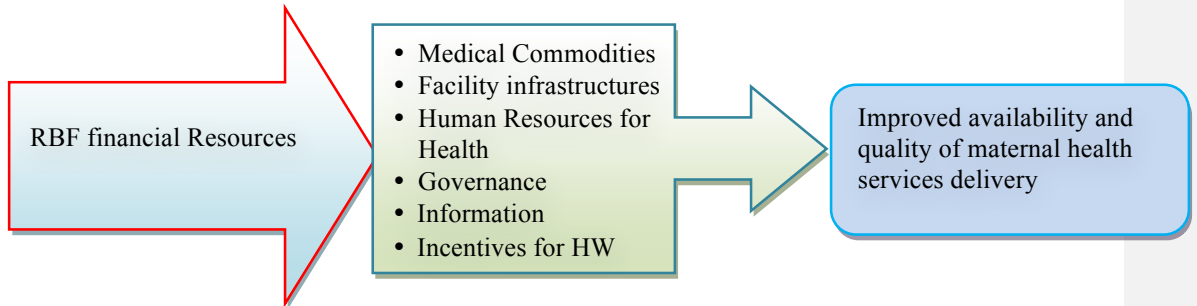 RBF financial Resources
• Medical Commodities
• Facility infrastructures
• Human Resources for
Health
• Governance
• Information
• Incentives for HW
Improved availability and
quality of maternal health
services delivery